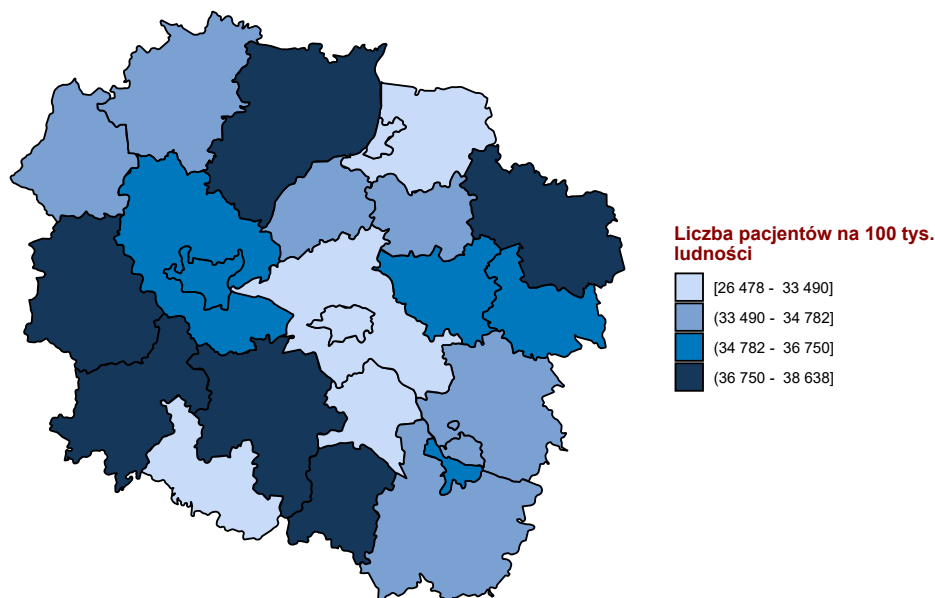 Liczba pacjentów na 100 tys.
ludności
[26 478 - 33 490]
(33 490 - 34 782]
(34 782 - 36 750]
(36 750 - 38 638]